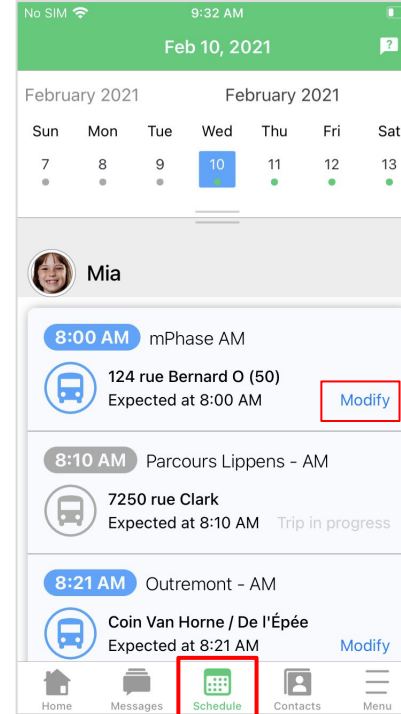 No SIM 9:32 AM
Feb 10, 2021
?
February 2021 February 2021
Sun Mon Tue Wed Thu Fri Sat
7 8 9 10 11 12 13
Mia
8:00 AM mPhase AM
124 rue Bernard O (50)
Expected at 8:00 AM Modify
8:10 AM Parcours Lippens - AM
7250 rue Clark
Expected at 8:10 AM Trip in progress
8:21 AM Outremont - AM
Coin Van Horne / De l'Épée
Expected at 8:21 AM Modify
Home Messages Schedule Contacts Menu